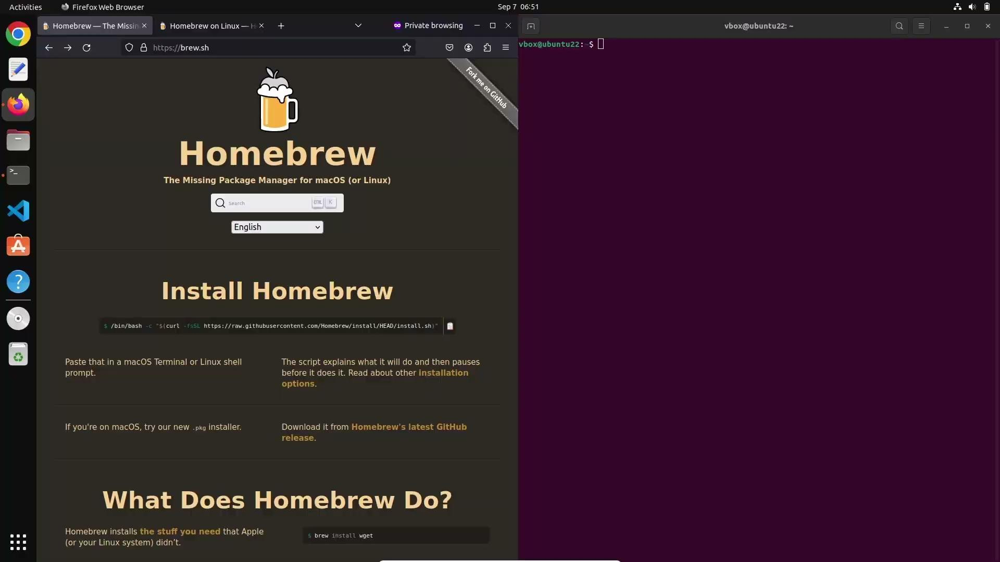 Activities
Firefox Web Browser
Sep 7 06:51
Homebrew — The Missin
Homebrew on Linux — H
Private browsing
vbox@ubuntu22: ~
https://brew.sh
vbox@ubuntu22:~$
Fork me on GitHub
Homebrew
The Missing Package Manager for macOS (or Linux)
Search
CTRL K
English
Install Homebrew
$ /bin/bash -c "$(curl -fsSL https://raw.githubusercontent.com/Homebrew/install/HEAD/install.sh)"
Paste that in a macOS Terminal or Linux shell
prompt.
The script explains what it will do and then pauses
before it does it. Read about other installation
options.
If you're on macOS, try our new .pkg installer.
Download it from Homebrew's latest GitHub
release.
What Does Homebrew Do?
Homebrew installs the stuff you need that Apple
(or your Linux system) didn’t.
$ brew install wget